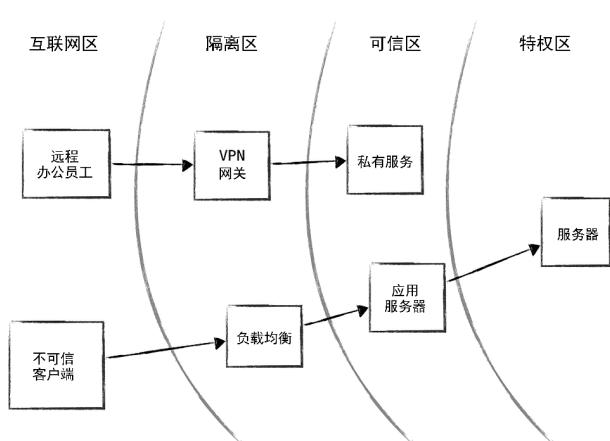 互联网区
隔离区
可信区
特权区
远程
办公员工
VPN
网关
私有服务
服务器
应用
服务器
负载均衡
不可信
客户端